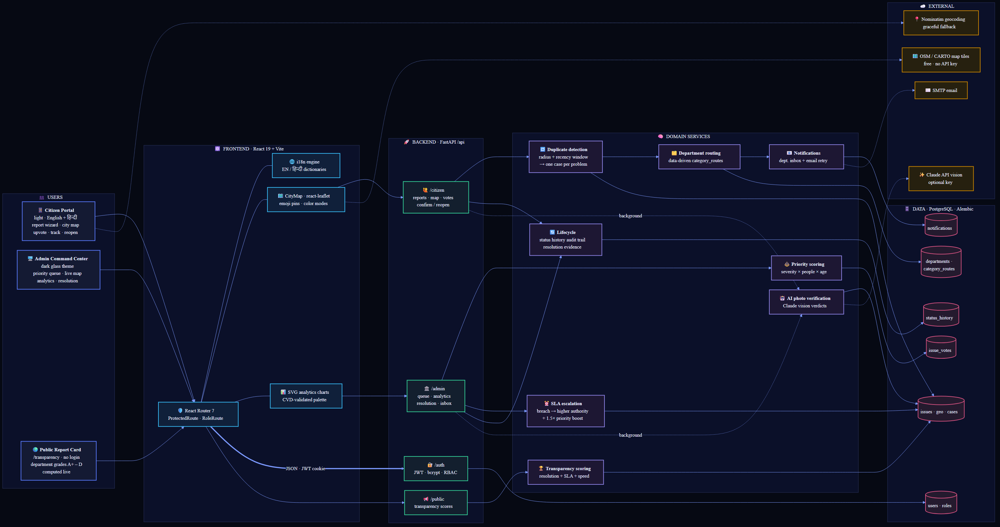 USERS
Citizen Portal
light · English + हिन्दी
report wizard · city map
upvote · track · reopen
Admin Command Center
dark glass theme
priority queue · live map
analytics · resolution
Public Report Card
/transparency · no login
department grades A+ – D
computed live
FRONTEND · React 19 + Vite
i18n engine
EN / हिन्दी dictionaries
CityMap · react-leaflet
emoji pins · color modes
SVG analytics charts
CVD-validated palette
React Router 7
ProtectedRoute · RoleRoute
JSON · JWT cookie
BACKEND · FastAPI /api
/citizen
reports · map · votes
confirm / reopen
/admin
queue · analytics
resolution · inbox
/auth
JWT · bcrypt · RBAC
/public
transparency scores
DOMAIN SERVICES
Duplicate detection
radius + recency window
→ one case per problem
Department routing
data-driven category_routes
Notifications
dept. inbox + email retry
background
Lifecycle
status history audit trail
resolution evidence
Priority scoring
severity × people × age
AI photo verification
Claude vision verdicts
SLA escalation
breach → higher authority
+ 1.5× priority boost
background
Transparency scoring
resolution + SLA + speed
EXTERNAL
Nominatim geocoding
graceful fallback
OSM / CARTO map tiles
free · no API key
SMTP email
Claude API vision
optional key
DATA · PostgreSQL · Alembic
notifications
departments ·
category_routes
status_history
issue_votes
issues · geo · cases
users · roles